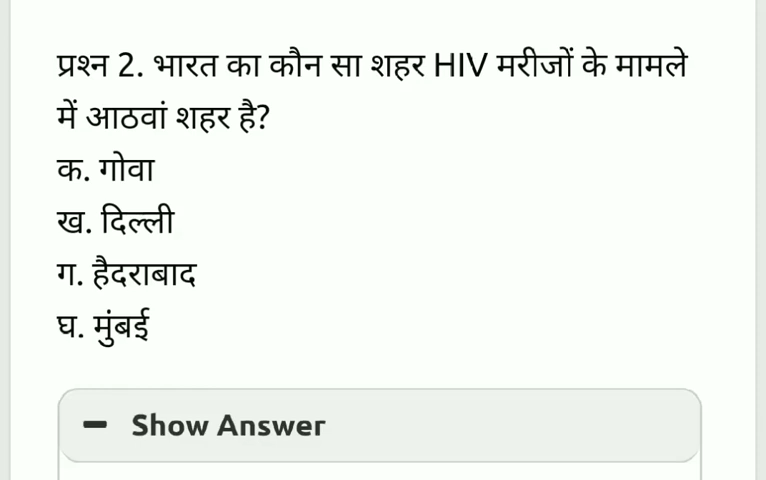 प्रश्न 2. भारत का कौन सा शहर HIV मरीजों के मामले
में आठवां शहर है?
क. गोवा
ख. दिल्ली
ग. हैदराबाद
घ. मुंबई
− Show Answer